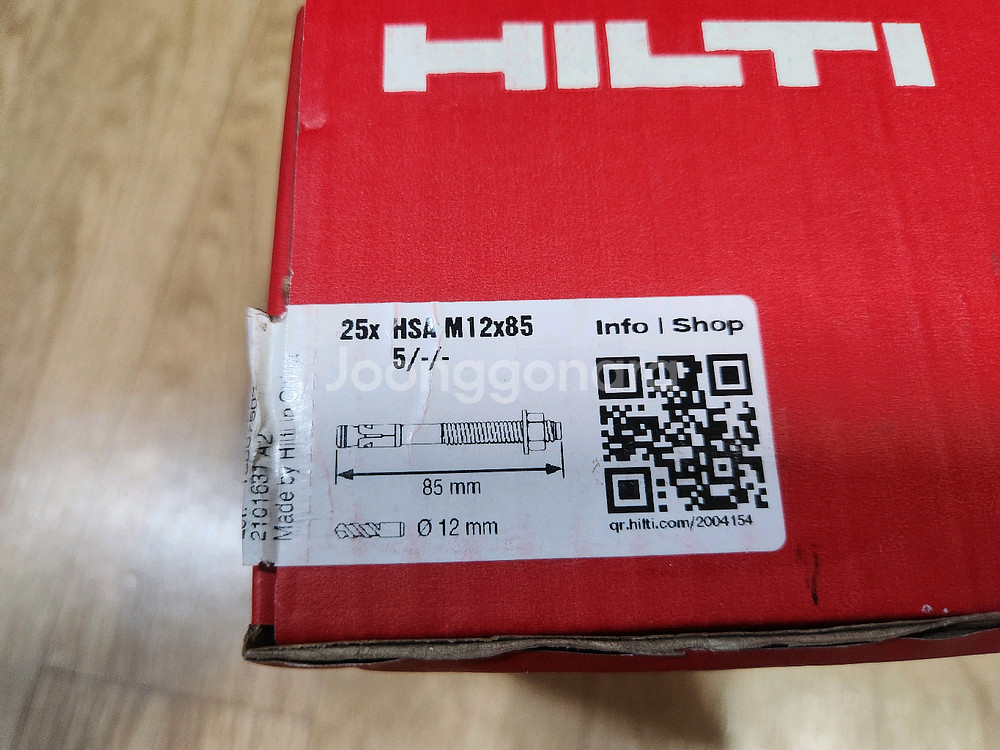 HILTI
25x HSA M12x85
5/-/-
Info | Shop
Joonggonara
85 mm
Ø 12 mm
qr.hilti.com/2004154
2101631 A2
Made by Hilti in China